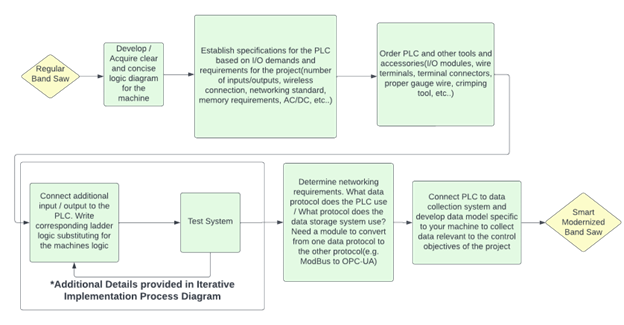 Regular
Band Saw
Develop /
Acquire clear
and concise
logic diagram
for the
machine
Establish specifications for the PLC
based on I/O demands and
requirements for the project(number
of inputs/outputs, wireless
connection, networking standard,
memory requirements, AC/DC, etc..)
Order PLC and other tools and
accessories(I/O modules, wire
terminals, terminal connectors,
proper gauge wire, crimping
tool, etc..)
Connect additional
input / output to the
PLC. Write
corresponding ladder
logic substituting for
the machines logic
Test System
*Additional Details provided in Iterative
Implementation Process Diagram
Determine networking
requirements. What data
protocol does the PLC use
/ What protocol does the
data storage system use?
Need a module to convert
from one data protocol to
the other protocol(e.g.
ModBus to OPC-UA)
Connect PLC to data
collection system and
develop data model specific
to your machine to collect
data relevant to the control
objectives of the project
Smart
Modernized
Band Saw